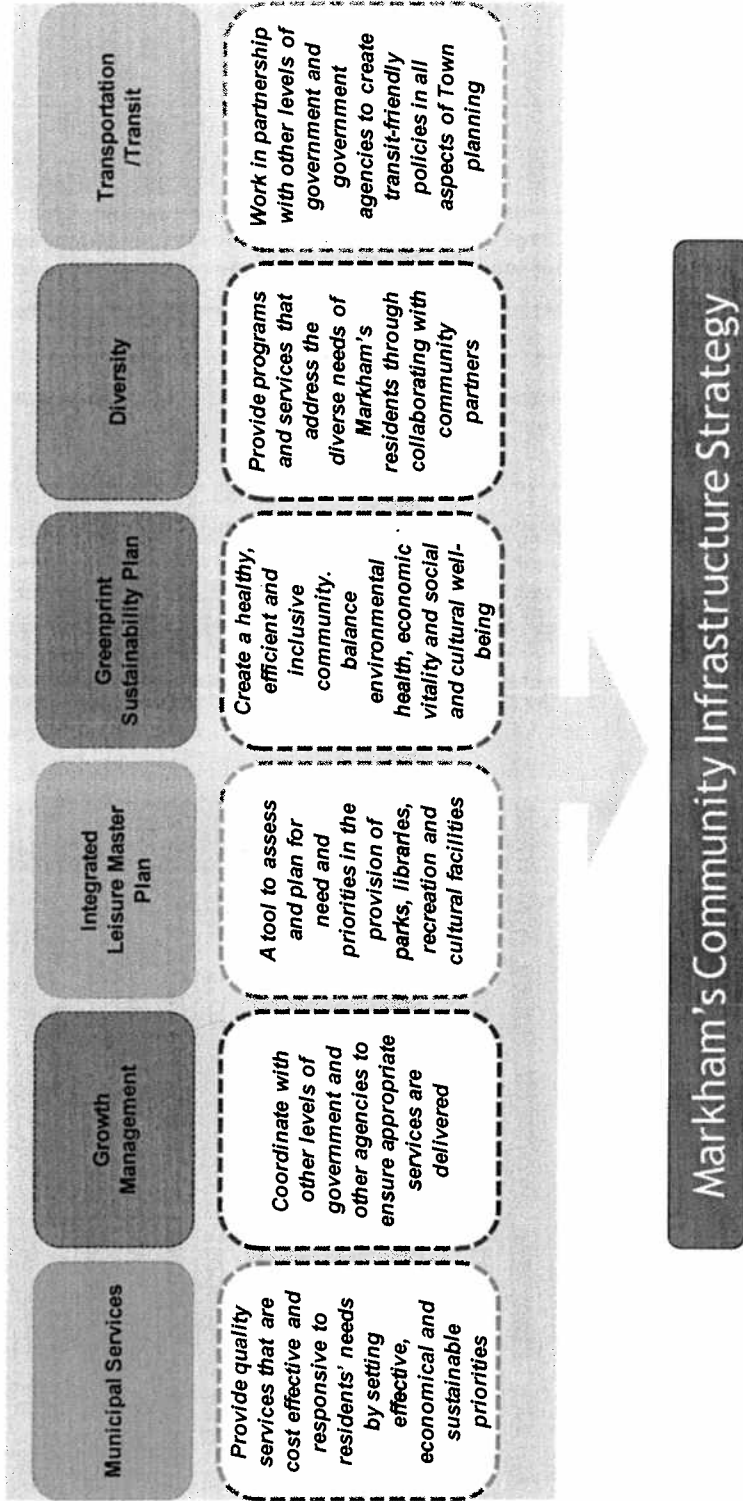 Municipal Services
Provide quality
services that are
cost effective and
responsive to
residents' needs
by setting
effective,
economical and
sustainable
priorities
Growth
Management
Coordinate with
other levels of
government and
other agencies to
ensure appropriate
services are
delivered
Integrated
Leisure Master
Plan
A tool to assess
and plan for
need and
priorities in the
provision of
parks, libraries,
recreation and
cultural facilities
Greenprint
Sustainability Plan
Create a healthy,
efficient and
inclusive
community.
balance
environmental
health, economic
vitality and social
and cultural well-
being
Diversity
Provide programs
and services that
address the
diverse needs of
Markham's
residents through
collaborating with
community
partners
Transportation
/Transit
Work in partnership
with other levels of
government and
government
agencies to create
transit-friendly
policies in all
aspects of Town
planning
Markham's Community Infrastructure Strategy